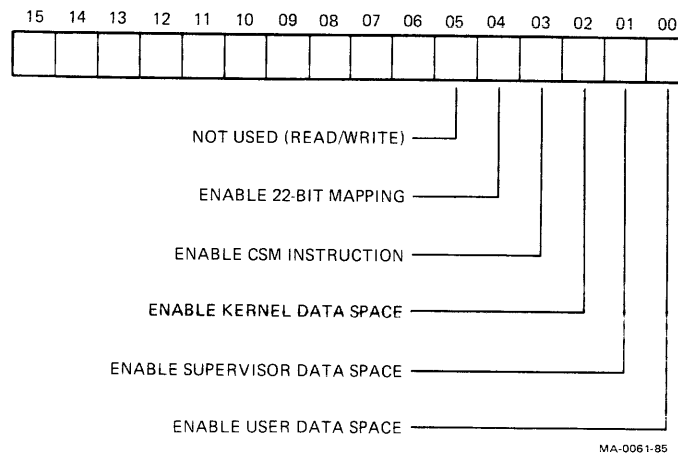 15 14 13 12 11 10 09 08 07 06 05 04 03 02 01 00
NOT USED (READ/WRITE)
ENABLE 22-BIT MAPPING
ENABLE CSM INSTRUCTION
ENABLE KERNEL DATA SPACE
ENABLE SUPERVISOR DATA SPACE
ENABLE USER DATA SPACE
MA-0061-85